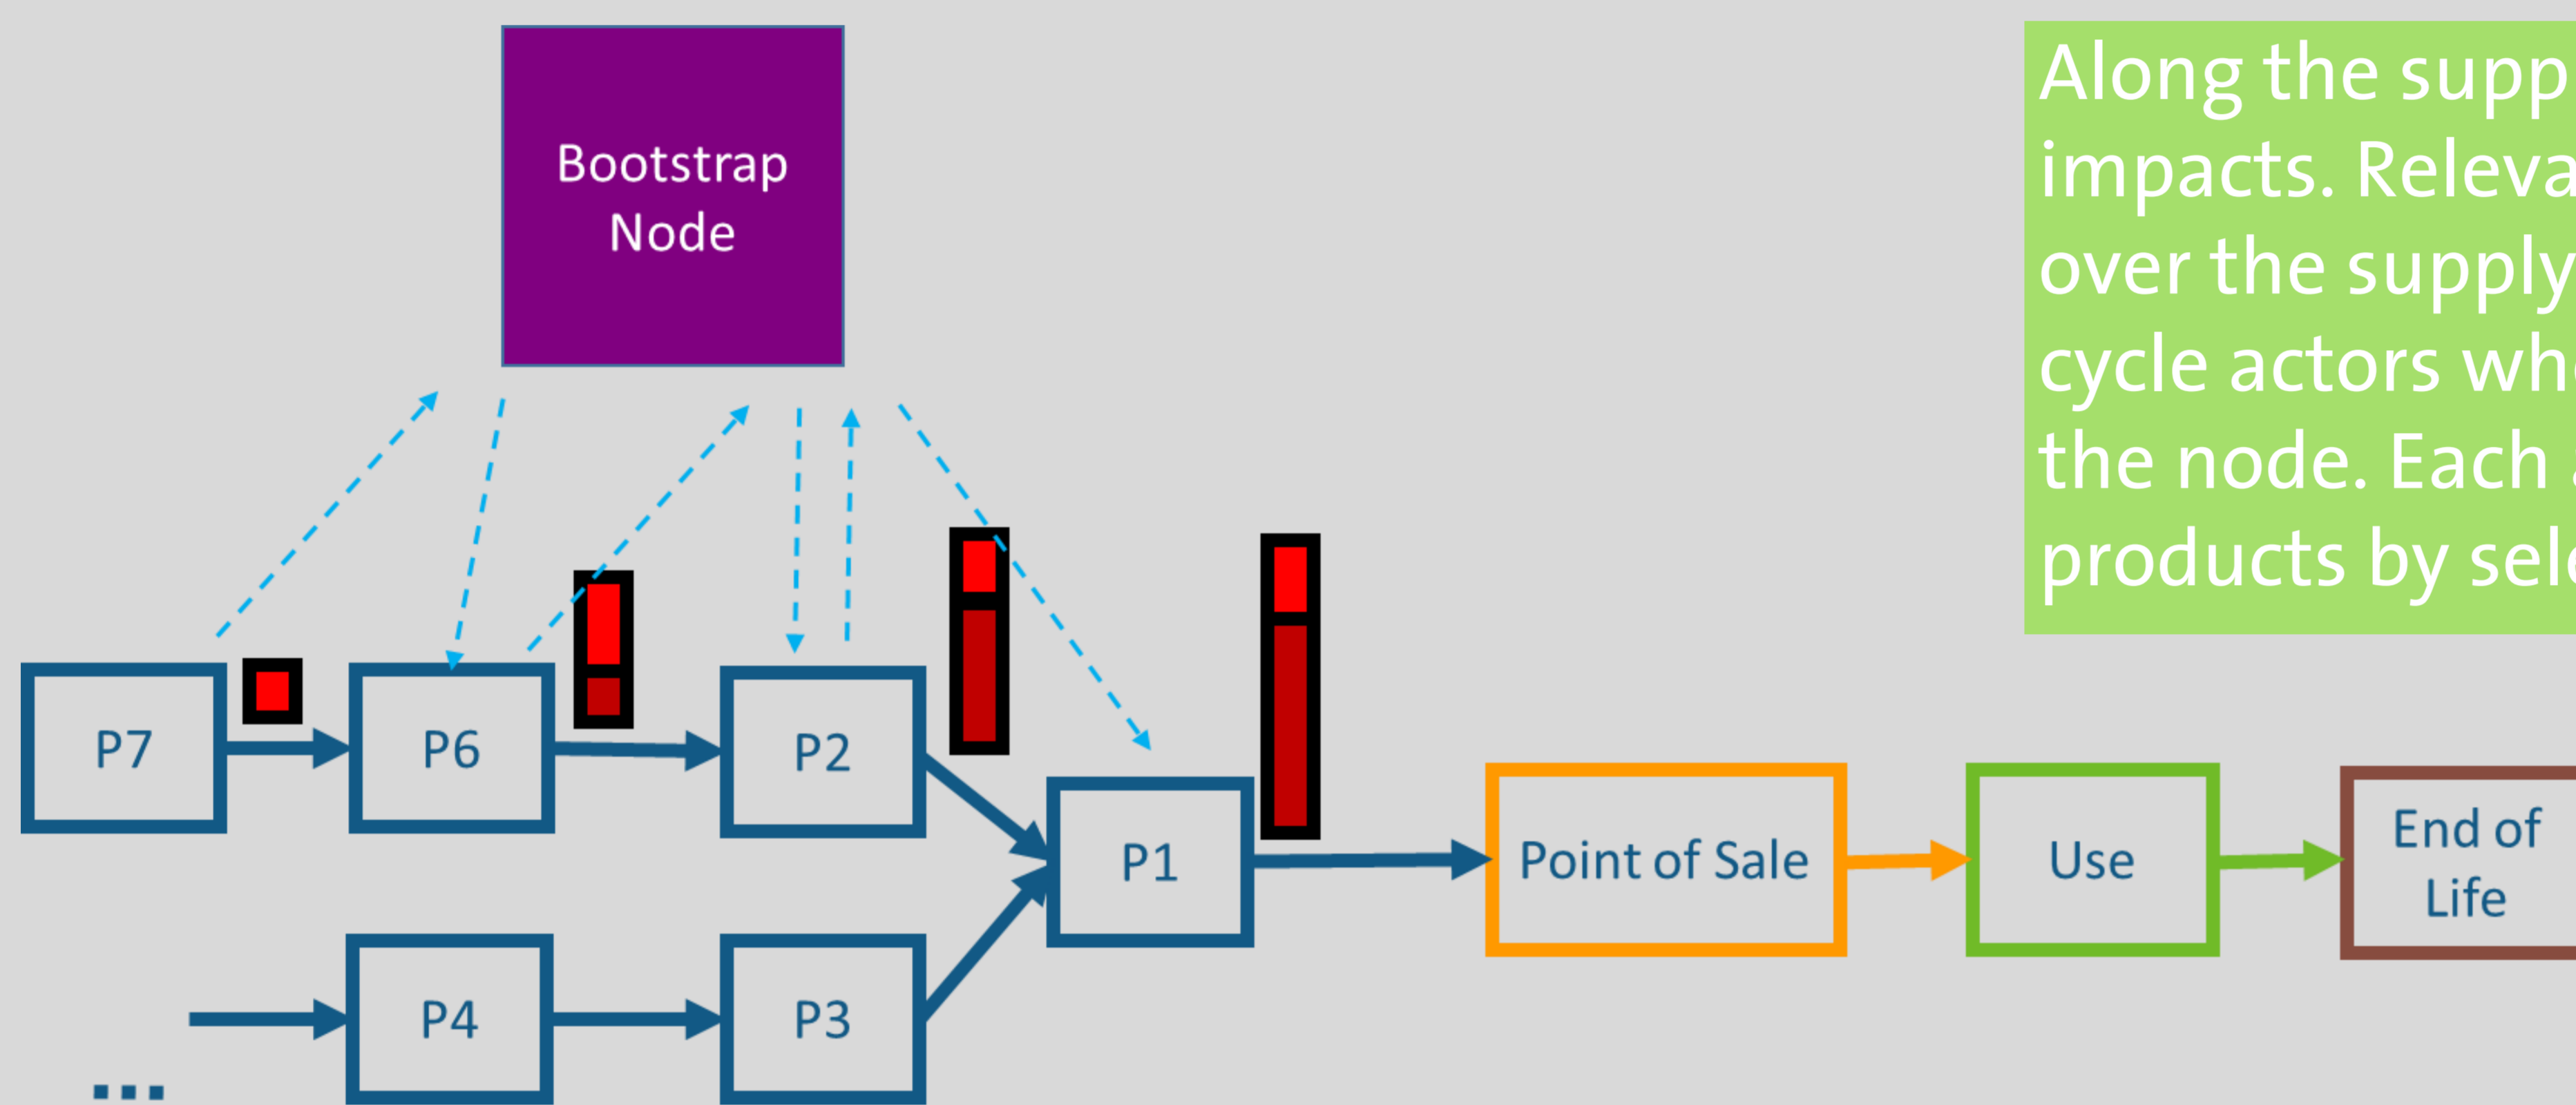 Bootstrap
Node
Along the supp
impacts. Releva
over the supply
cycle actors wh
the node. Each
products by sel
P7
P6
P2
P1
Point of Sale
Use
End of
Life
P4
P3
...